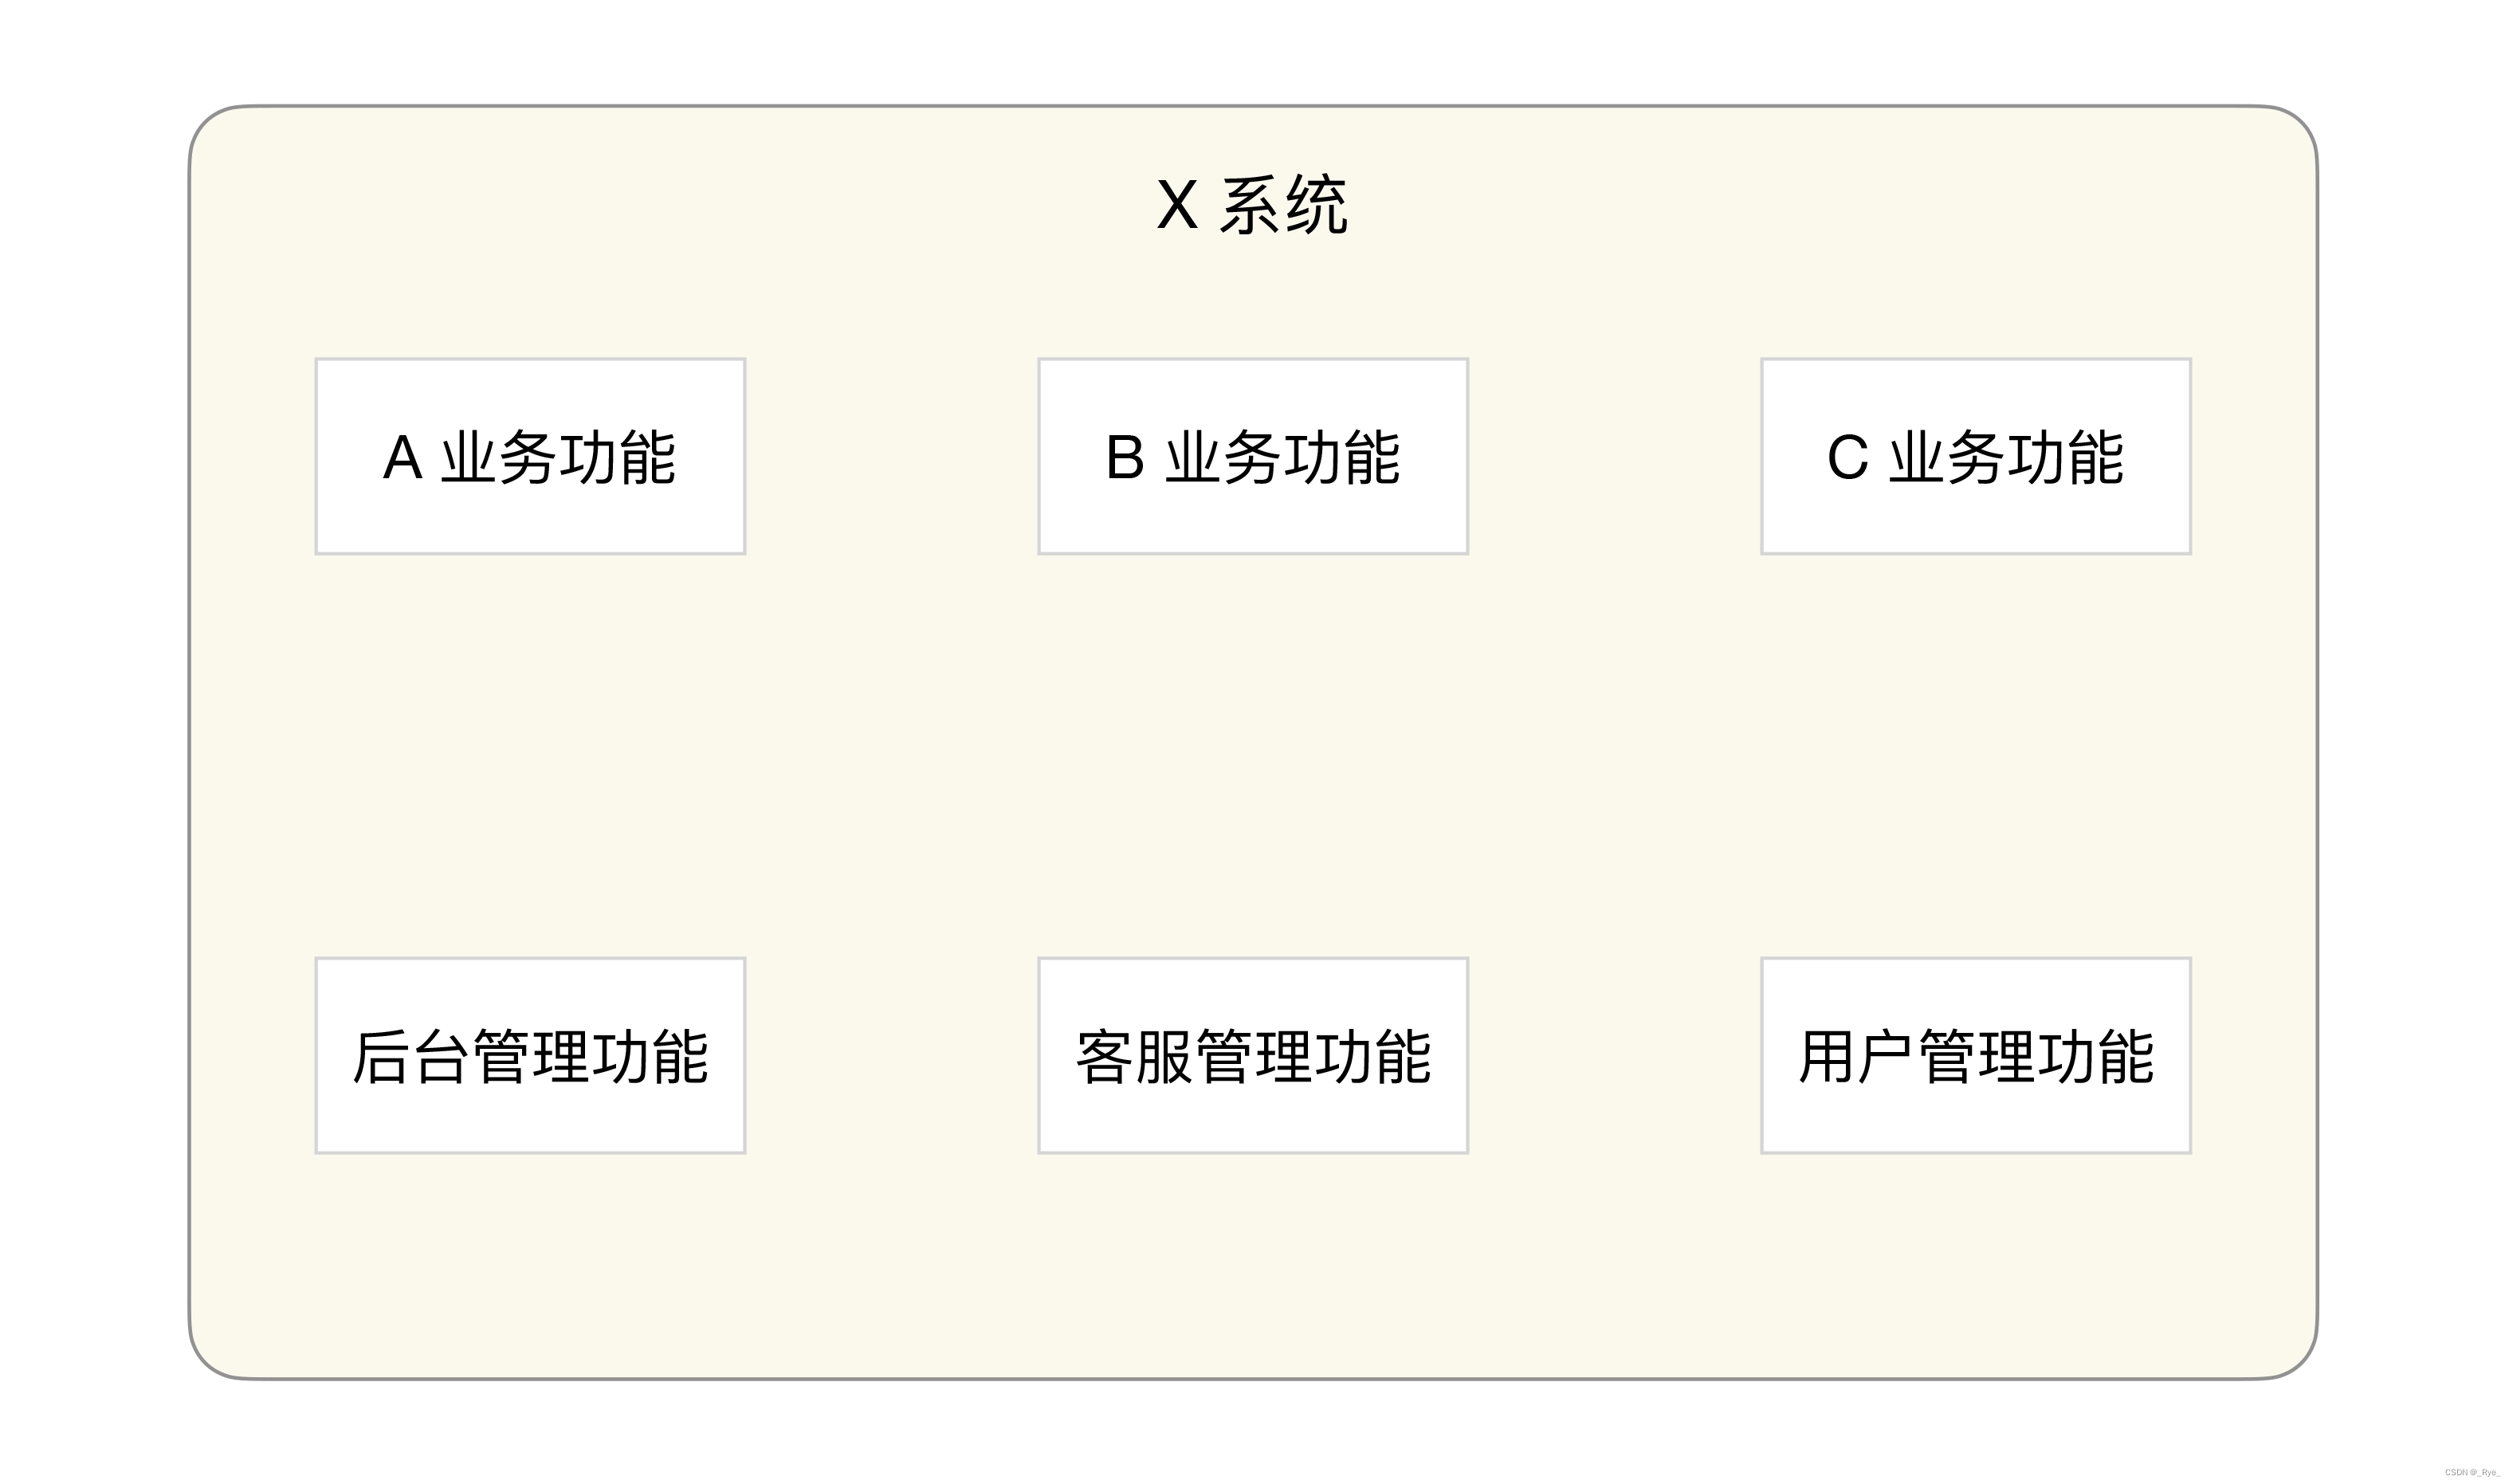 X 系统
A 业务功能
B 业务功能
C 业务功能
后台管理功能
客服管理功能
用户管理功能
CSDN @_Rye_